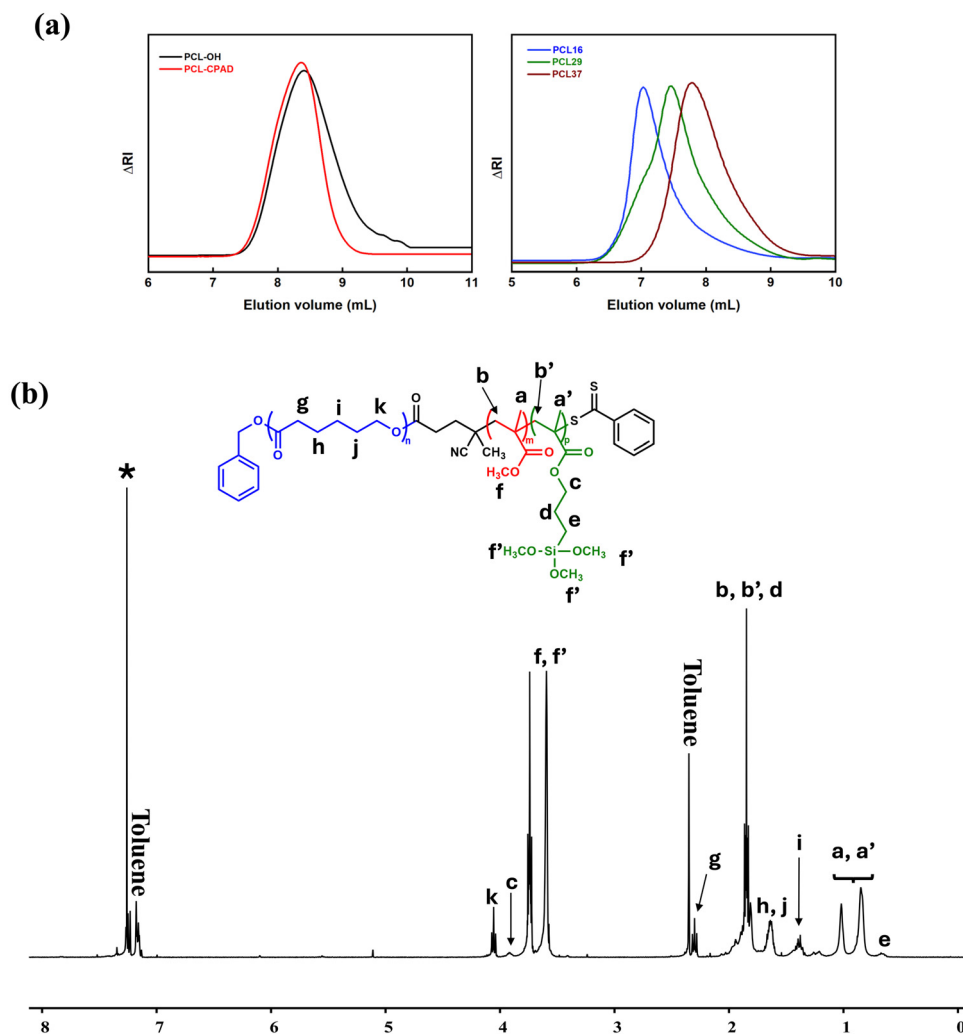 (a)
PCL-OH
PCL-CPAD
ΔRI
6 7 8 9 10 11
Elution volume (mL)
PCL16
PCL29
PCL37
ΔRI
5 6 7 8 9 10
Elution volume (mL)
(b)
b b' a a' S
g i k O S
O h j O n NC CH₃ m p
O O H₃CO O O
f O c
d e
f' H₃CO-Si-OCH₃ f'
OCH₃
f'
*
Toluene
k
c
f, f'
Toluene
g
b, b', d
h, j
i
a, a'
e
8 7 6 5 4 3 2 1 0